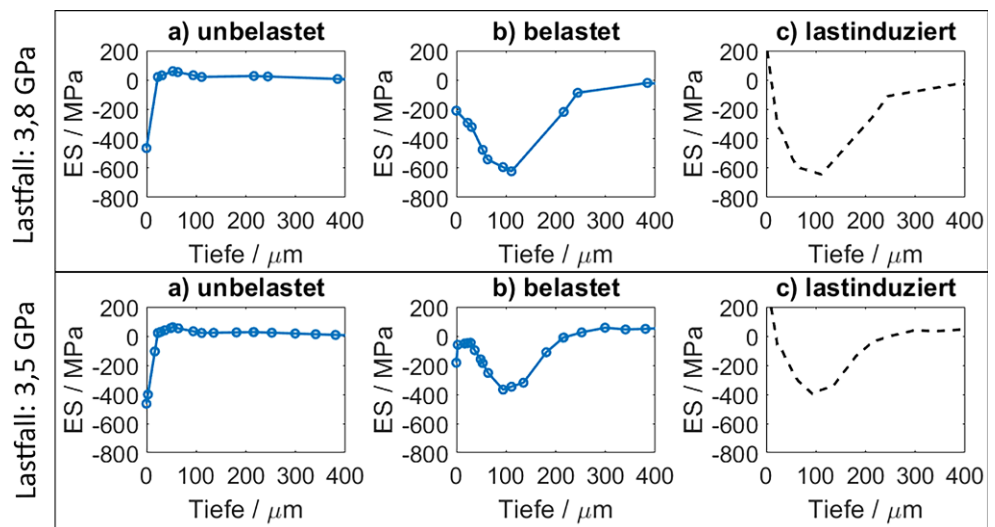 Lastfall: 3,8 GPa
a) unbelastet
ES / MPa
200
0
-200
-400
-600
-800
0 100 200 300 400
Tiefe / μm
b) belastet
ES / MPa
200
0
-200
-400
-600
-800
0 100 200 300 400
Tiefe / μm
c) lastinduziert
ES / MPa
200
0
-200
-400
-600
-800
0 100 200 300 400
Tiefe / μm
Lastfall: 3,5 GPa
a) unbelastet
ES / MPa
200
0
-200
-400
-600
-800
0 100 200 300 400
Tiefe / μm
b) belastet
ES / MPa
200
0
-200
-400
-600
-800
0 100 200 300 400
Tiefe / μm
c) lastinduziert
ES / MPa
200
0
-200
-400
-600
-800
0 100 200 300 400
Tiefe / μm